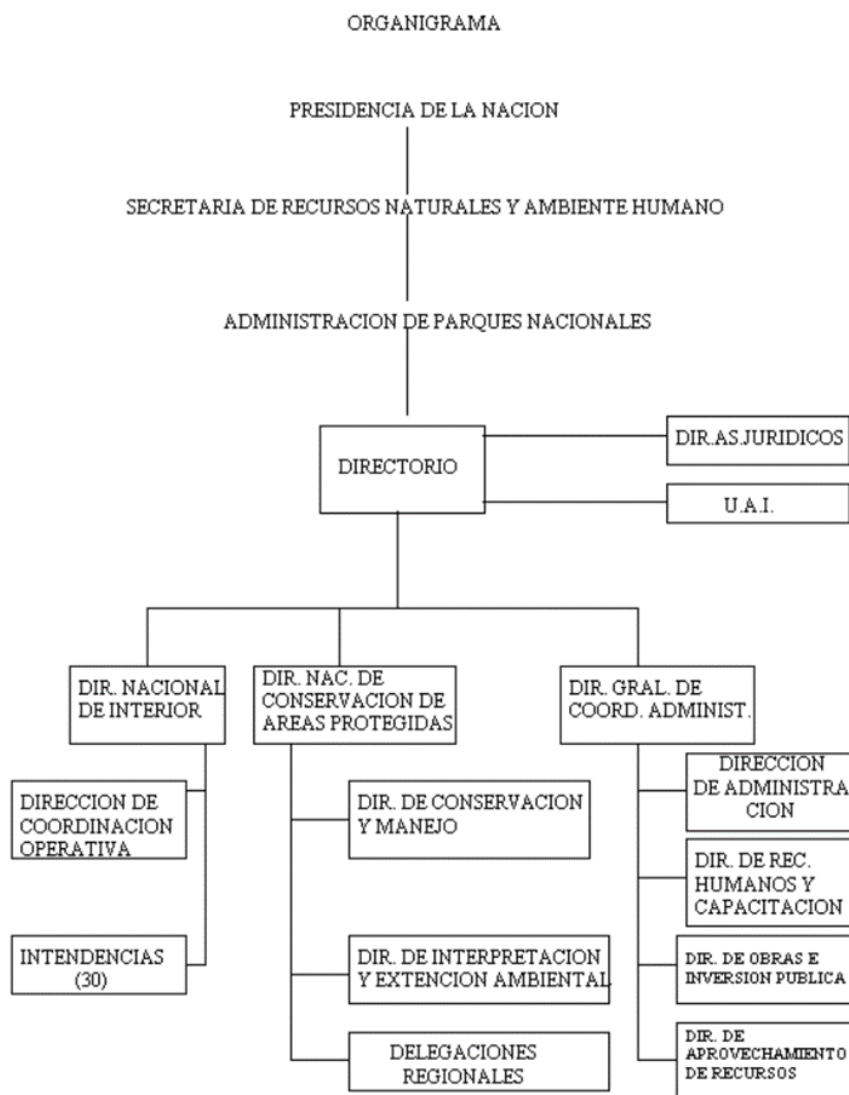 ORGANIGRAMA
PRESIDENCIA DE LA NACION
SECRETARIA DE RECURSOS NATURALES Y AMBIENTE HUMANO
ADMINISTRACION DE PARQUES NACIONALES
DIRECTORIO
DIR.AS.JURIDICOS
U.A.I.
DIR. NACIONAL
DE INTERIOR
DIR. NAC. DE
CONSERVACION DE
AREAS PROTEGIDAS
DIR. GRAL. DE
COORD. ADMINIST.
DIRECCION DE
COORDINACION
OPERATIVA
INTENDENCIAS
(30)
DIR. DE CONSERVACION
Y MANEJO
DIR. DE INTERPRETACION
Y EXTENCION AMBIENTAL
DELEGACIONES
REGIONALES
DIRECCION
DE ADMINISTRA
CION
DIR. DE REC.
HUMANOS Y
CAPACITACION
DIR. DE OBRAS E
INVERSION PUBLICA
DIR. DE
APROVECHAMIENTO
DE RECURSOS